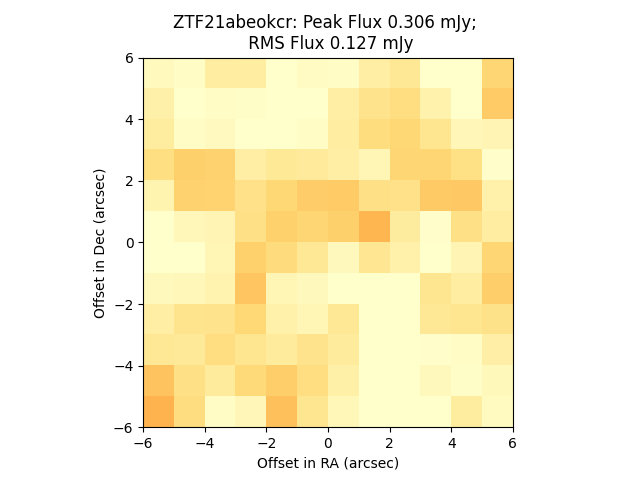 ZTF21abeokcr: Peak Flux 0.306 mJy;
RMS Flux 0.127 mJy
6
4
2
0
−2
−4
−6
Offset in Dec (arcsec)
−6 −4 −2 0 2 4 6
Offset in RA (arcsec)